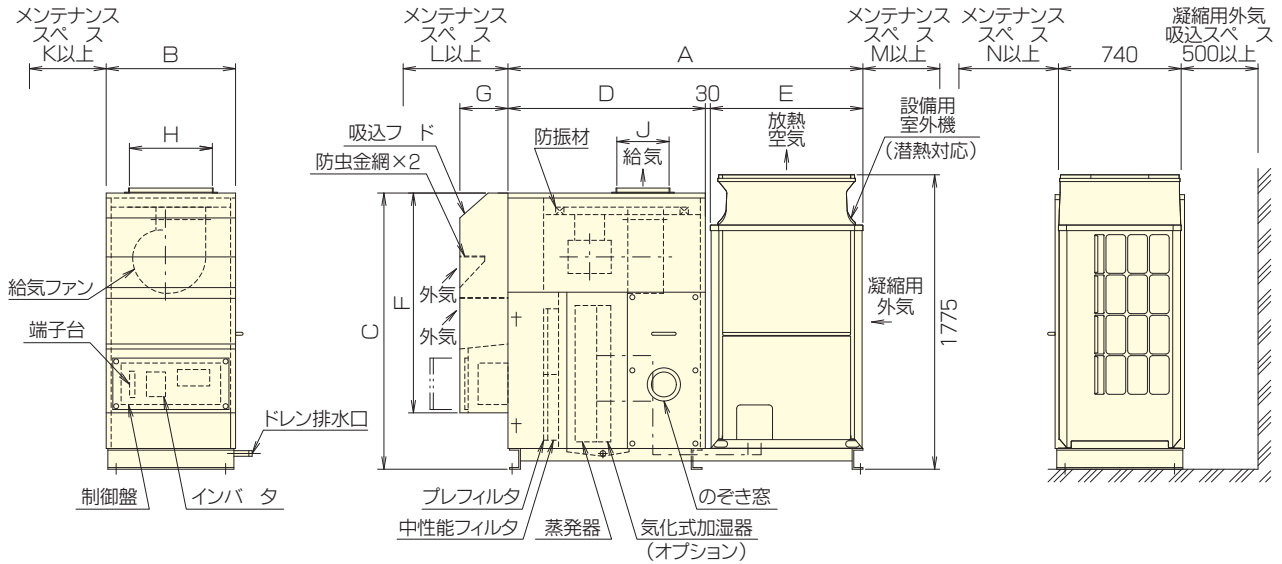 メンテナンス
スペ ス
K以上
B
メンテナンス
スペ ス
L以上
A
メンテナンス
スペ ス
M以上
メンテナンス
スペ ス
N以上
740
凝縮用外気
吸込スペ ス
500以上
G
D
30
E
H
J
吸込フ ド
防虫金網×2
防振材
給気
放熱
空気
設備用
室外機
(潜熱対応)
給気ファン
端子台
外気
外気
C
F
凝縮用
外気
1775
ドレン排水口
制御盤
インバ タ
プレフィルタ
中性能フィルタ
蒸発器
気化式加湿器
(オプション)
のぞき窓